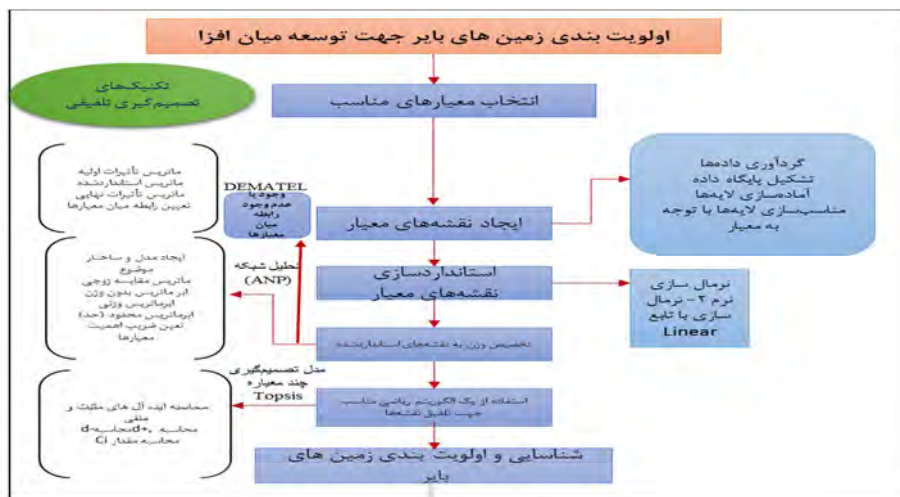 اولویت بندی زمین های بایر جهت توسعه میان افزا
تکنیک‌های
تصمیم‌گیری تلفیقی
انتخاب معیارهای مناسب
گردآوری داده‌ها
تشکیل پایگاه داده
آماده‌سازی لایه‌ها
مناسب‌سازی لایه‌ها با توجه
به معیار
ماتریس تأثیرات اولیه
ماتریس استانداردشده
ماتریس تأثیرات نهایی
تعیین رابطه میان معیارها
DEMATEL
وجود یا
عدم وجود
رابطه
میان
معیارها
ایجاد نقشه‌های معیار
استانداردسازی
نقشه‌های معیار
نرمال سازی
نرم ۲- نرمال
سازی با تابع
Linear
تحلیل شبکه
(ANP)
ایجاد مدل و ساختار
موضوع
ماتریس مقایسه زوجی
ابر ماتریس بدون وزن
ابرماتریس وزنی
ابرماتریس محدود (حد)
تعین ضریب اهمیت
معیارها
تخصیص وزن به نقشه‌های استانداردشده
مدل تصمیم‌گیری
چند معیاره
Topsis
استفاده از یک الگوریتم ریاضی مناسب
جهت تلفیق نقشه‌ها
محاسبه ایده آل های مثبت و
منفی
محاسبه d+,محاسبه d-
محاسبه مقدار Ci
شناسایی و اولویت بندی زمین های
بایر